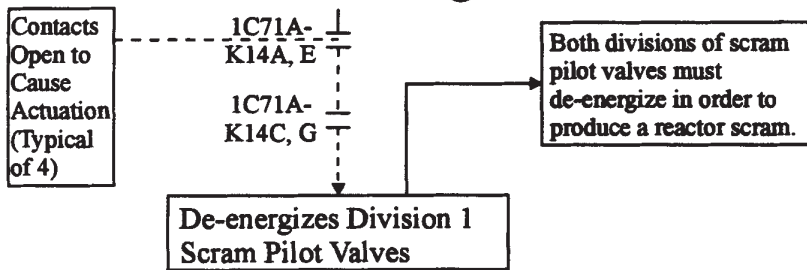 Contacts
Open to
Cause
Actuation
(Typical
of 4)
1C71A-
K14A, E
1C71A-
K14C, G
Both divisions of scram
pilot valves must
de-energize in order to
produce a reactor scram.
De-energizes Division 1
Scram Pilot Valves